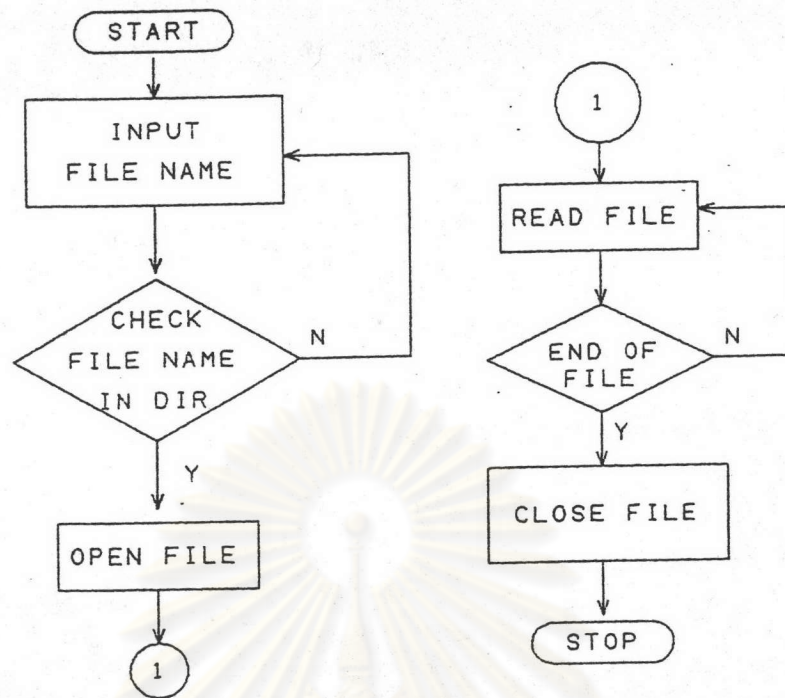 START
INPUT
FILE NAME
CHECK
FILE NAME
IN DIR
N
Y
OPEN FILE
1
1
READ FILE
END OF
FILE
N
Y
CLOSE FILE
STOP